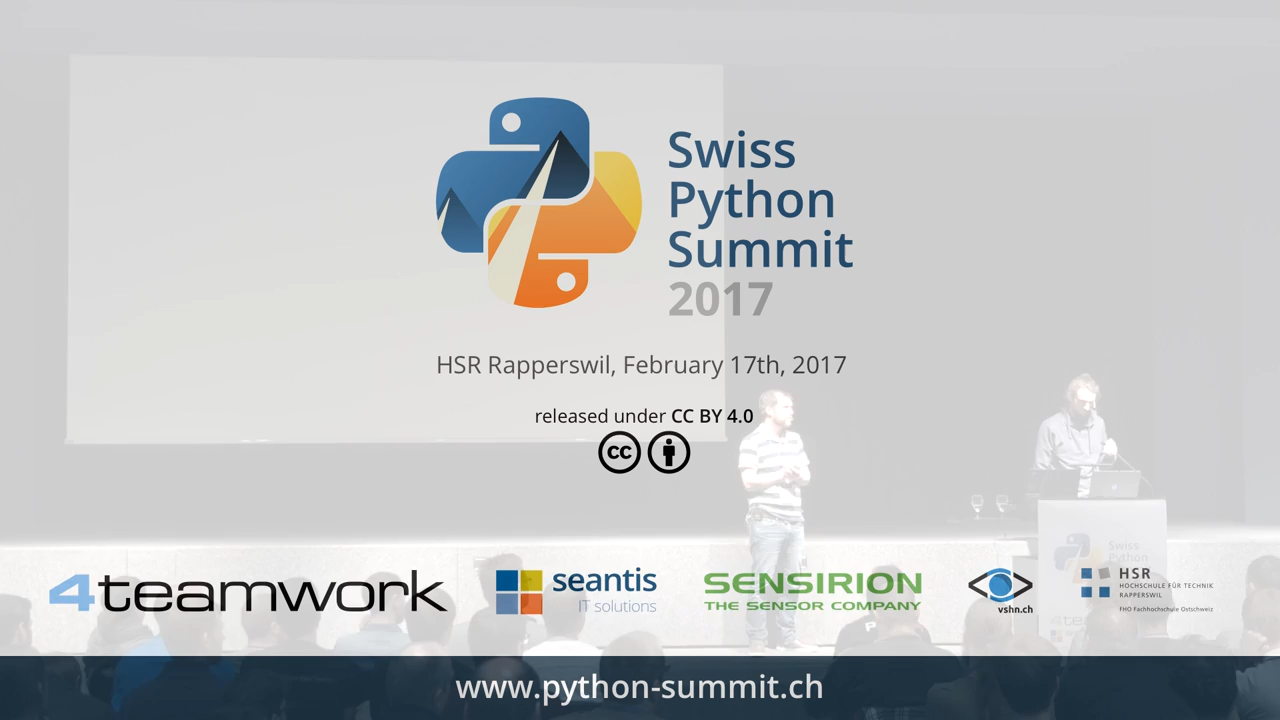 Swiss
Python
Summit
2017
HSR Rapperswil, February 17th, 2017
released under CC BY 4.0
cc
4teamwork
seantis
IT solutions
SENSIRION
THE SENSOR COMPANY
vshn.ch
HSR
HOCHSCHULE FÜR TECHNIK
RAPPERSWIL
FHO Fachhochschule Ostschweiz
Swiss
Python
www.python-summit.ch